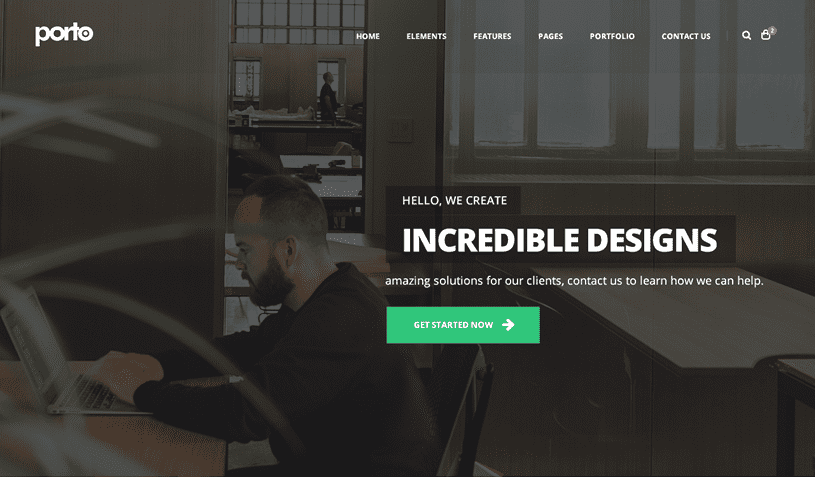 porto
HOME ELEMENTS FEATURES PAGES PORTFOLIO CONTACT US 2
HELLO, WE CREATE
INCREDIBLE DESIGNS
amazing solutions for our clients, contact us to learn how we can help.
GET STARTED NOW